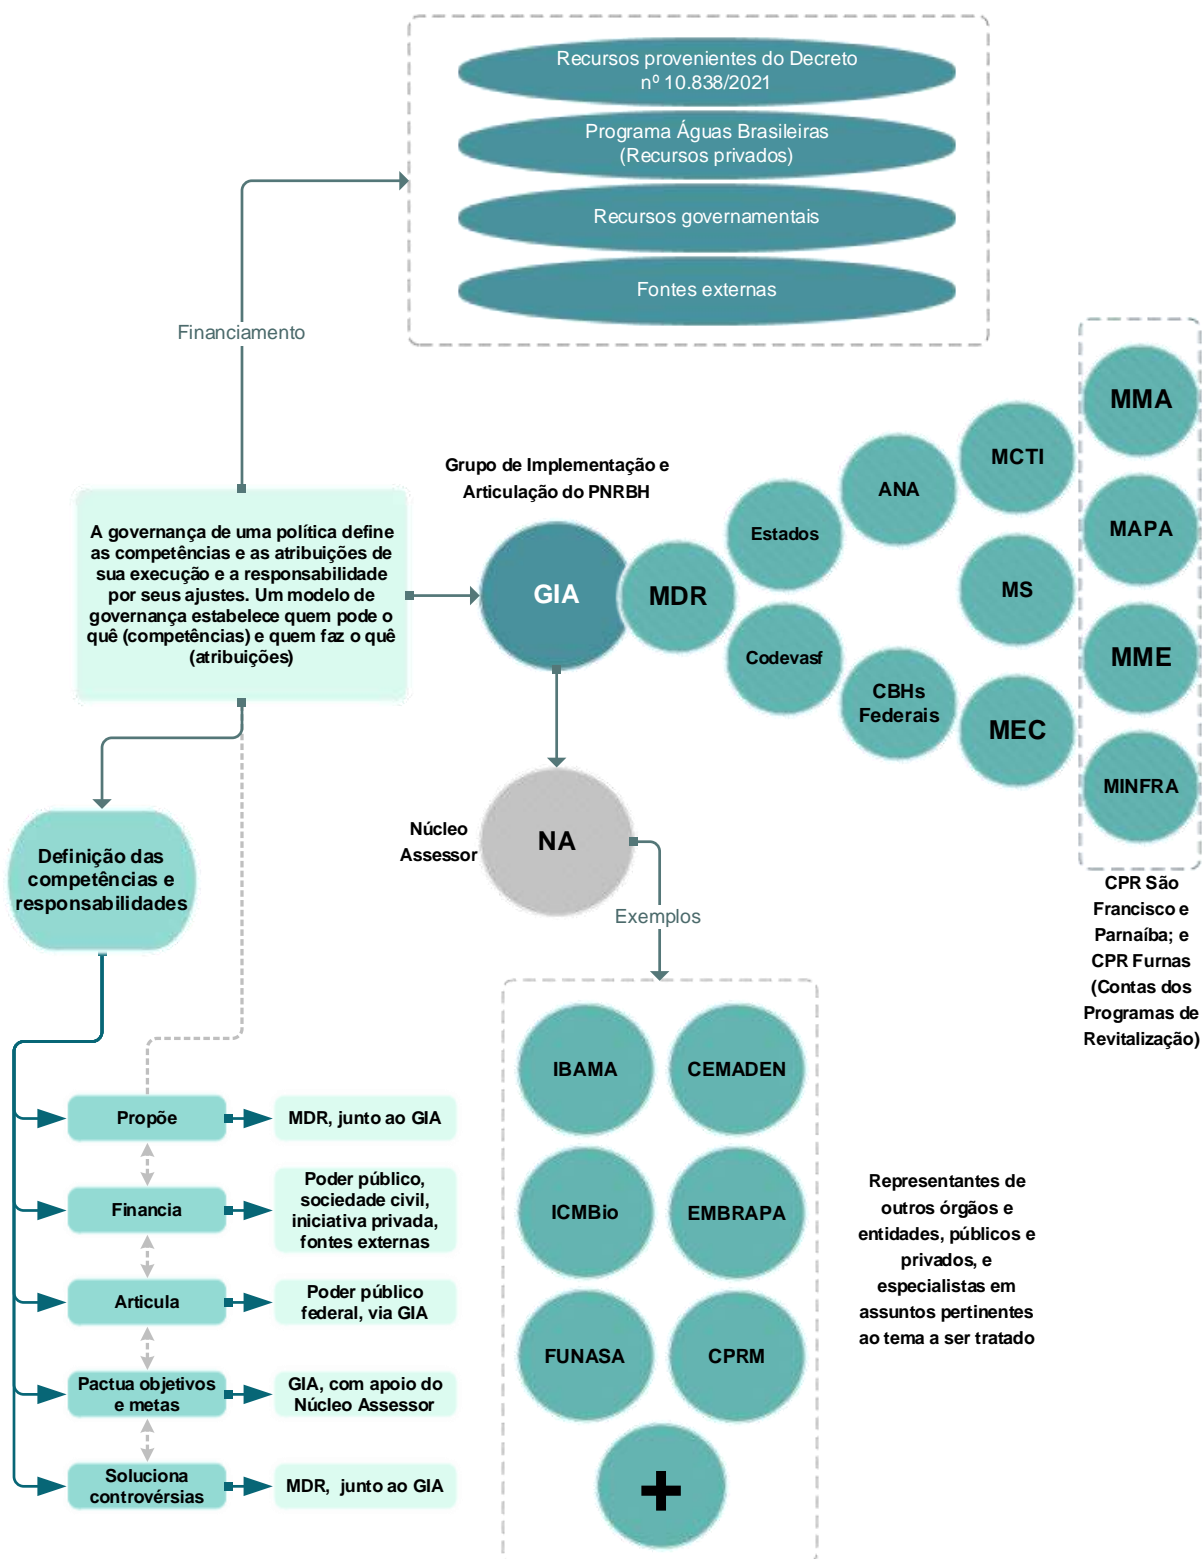 Recursos provenientes do Decreto
nº 10.838/2021
Programa Águas Brasileiras
(Recursos privados)
Recursos governamentais
Fontes externas
Financiamento
Grupo de Implementação e
Articulação do PNRBH
A governança de uma política define
as competências e as atribuições de
sua execução e a responsabilidade
por seus ajustes. Um modelo de
governança estabelece quem pode o
quê (competências) e quem faz o quê
(atribuições)
GIA
MDR
Estados
Codevasf
ANA
CBHs
Federais
MCTI
MS
MEC
MMA
MAPA
MME
MINFRA
CPR São
Francisco e
Parnaíba; e
CPR Furnas
(Contas dos
Programas de
Revitalização)
Núcleo
Assessor
NA
Exemplos
IBAMA
CEMADEN
ICMBio
EMBRAPA
FUNASA
CPRM
+
Representantes de
outros órgãos e
entidades, públicos e
privados, e
especialistas em
assuntos pertinentes
ao tema a ser tratado
Definição das
competências e
responsabilidades
Propõe
MDR, junto ao GIA
Financia
Poder público,
sociedade civil,
iniciativa privada,
fontes externas
Articula
Poder público
federal, via GIA
Pactua objetivos
e metas
GIA, com apoio do
Núcleo Assessor
Soluciona
controvérsias
MDR, junto ao GIA